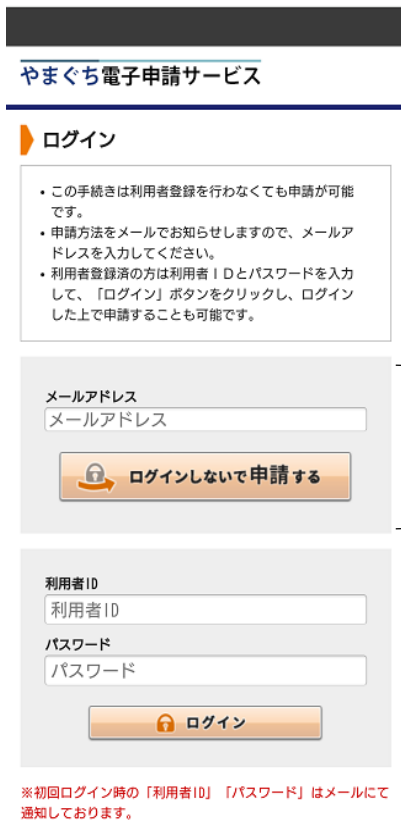 やまぐち電子申請サービス
ログイン
• この手続きは利用者登録を行わなくても申請が可能
です。
• 申請方法をメールでお知らせしますので、メールア
ドレスを入力してください。
• 利用者登録済の方は利用者ＩＤとパスワードを入力
して、「ログイン」ボタンをクリックし、ログイン
した上で申請することも可能です。
メールアドレス
メールアドレス
ログインしないで申請する
利用者ID
利用者ID
パスワード
パスワード
ログイン
※初回ログイン時の「利用者ID」「パスワード」はメールにて
通知しております。